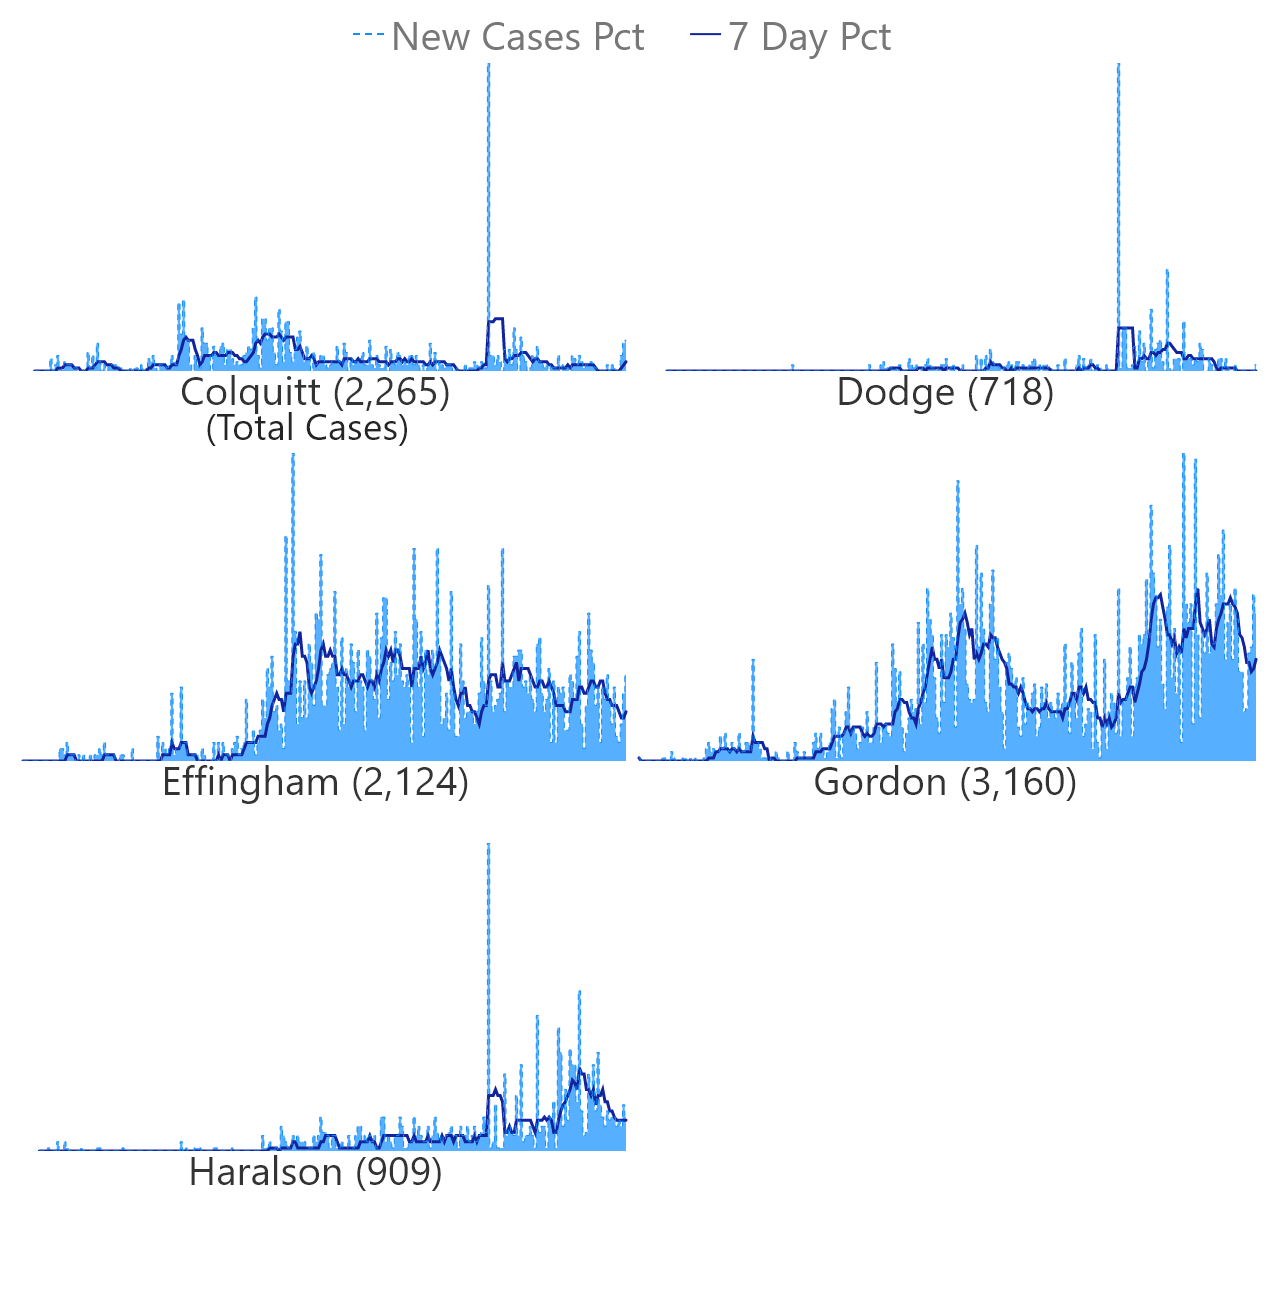 New Cases Pct 7 Day Pct
Colquitt (2,265)
(Total Cases)
Dodge (718)
Effingham (2,124)
Gordon (3,160)
Haralson (909)